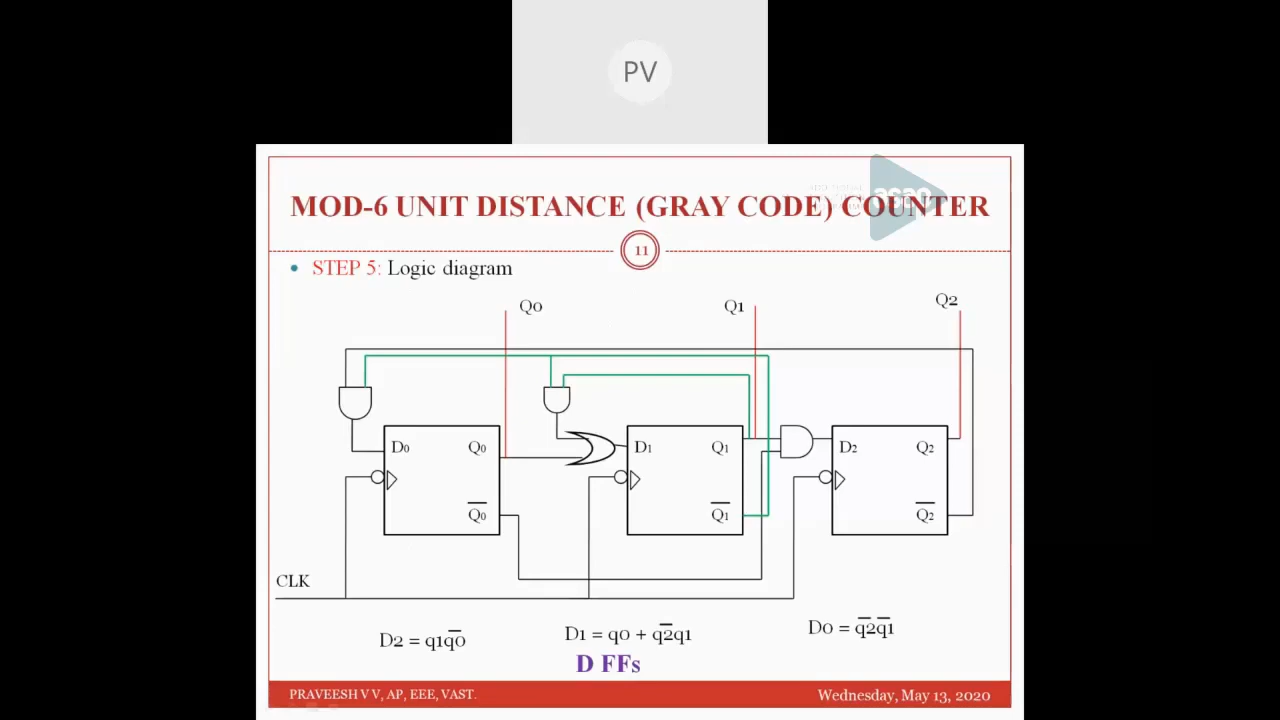 PV
asap
MOD-6 UNIT DISTANCE (GRAY CODE) COUNTER
11
• STEP 5: Logic diagram
Q0 Q1 Q2
D0 Q0 D1 Q1 D2 Q2
Q̅0 Q̅1 Q̅2
CLK
D2 = q1q̅0 D1 = q0 + q̅2q1 D0 = q̅2q̅1
D FFs
PRAVEESH V V, AP, EEE, VAST. Wednesday, May 13, 2020